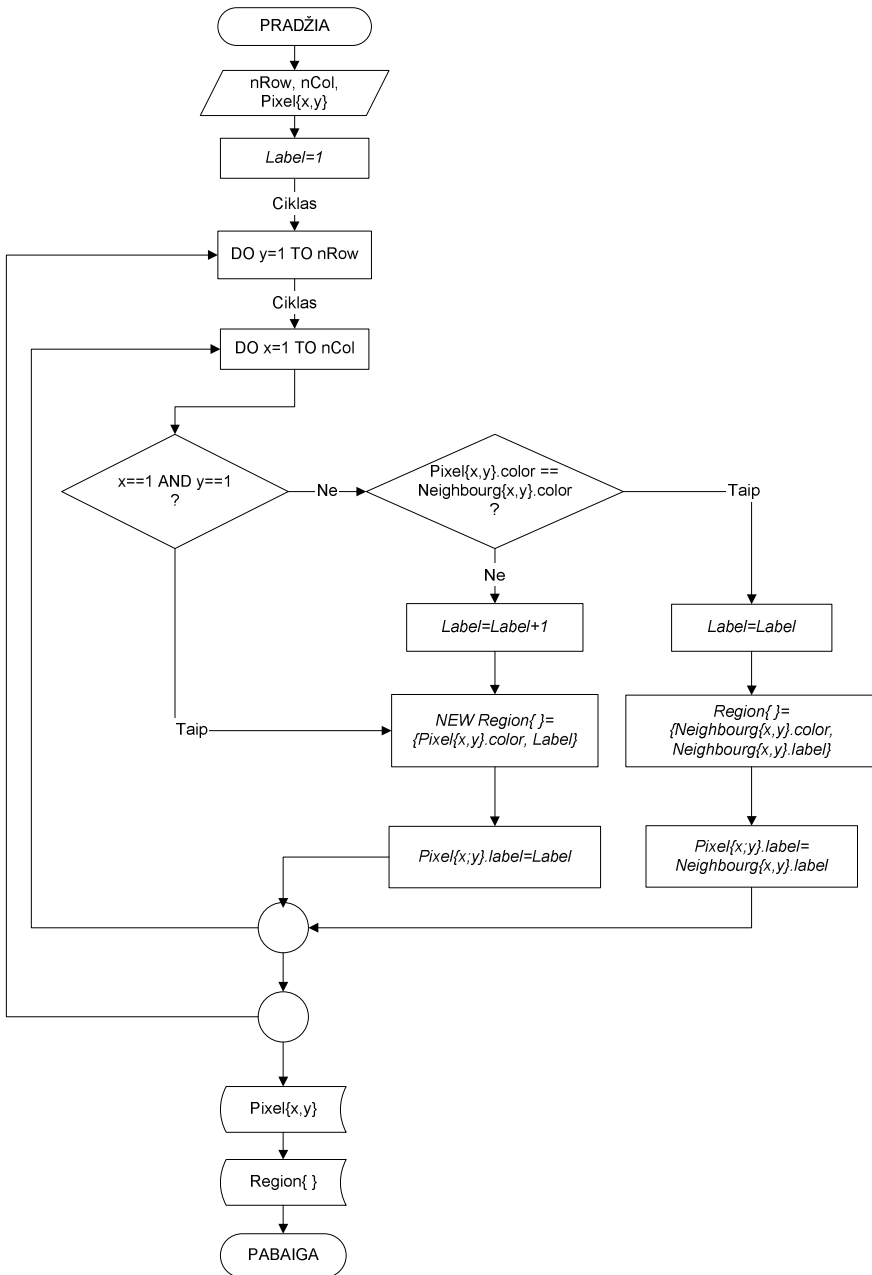 PRADŽIA
nRow, nCol,
Pixel{x,y}
Label=1
Ciklas
DO y=1 TO nRow
Ciklas
DO x=1 TO nCol
x==1 AND y==1
?
Ne
Pixel{x,y}.color ==
Neighbourg{x,y}.color
?
Taip
Ne
Label=Label+1
Label=Label
Taip
NEW Region{ }=
{Pixel{x,y}.color, Label}
Region{ }=
{Neighbourg{x,y}.color,
Neighbourg{x,y}.label}
Pixel{x;y}.label=Label
Pixel{x;y}.label=
Neighbourg{x,y}.label
Pixel{x,y}
Region{ }
PABAIGA